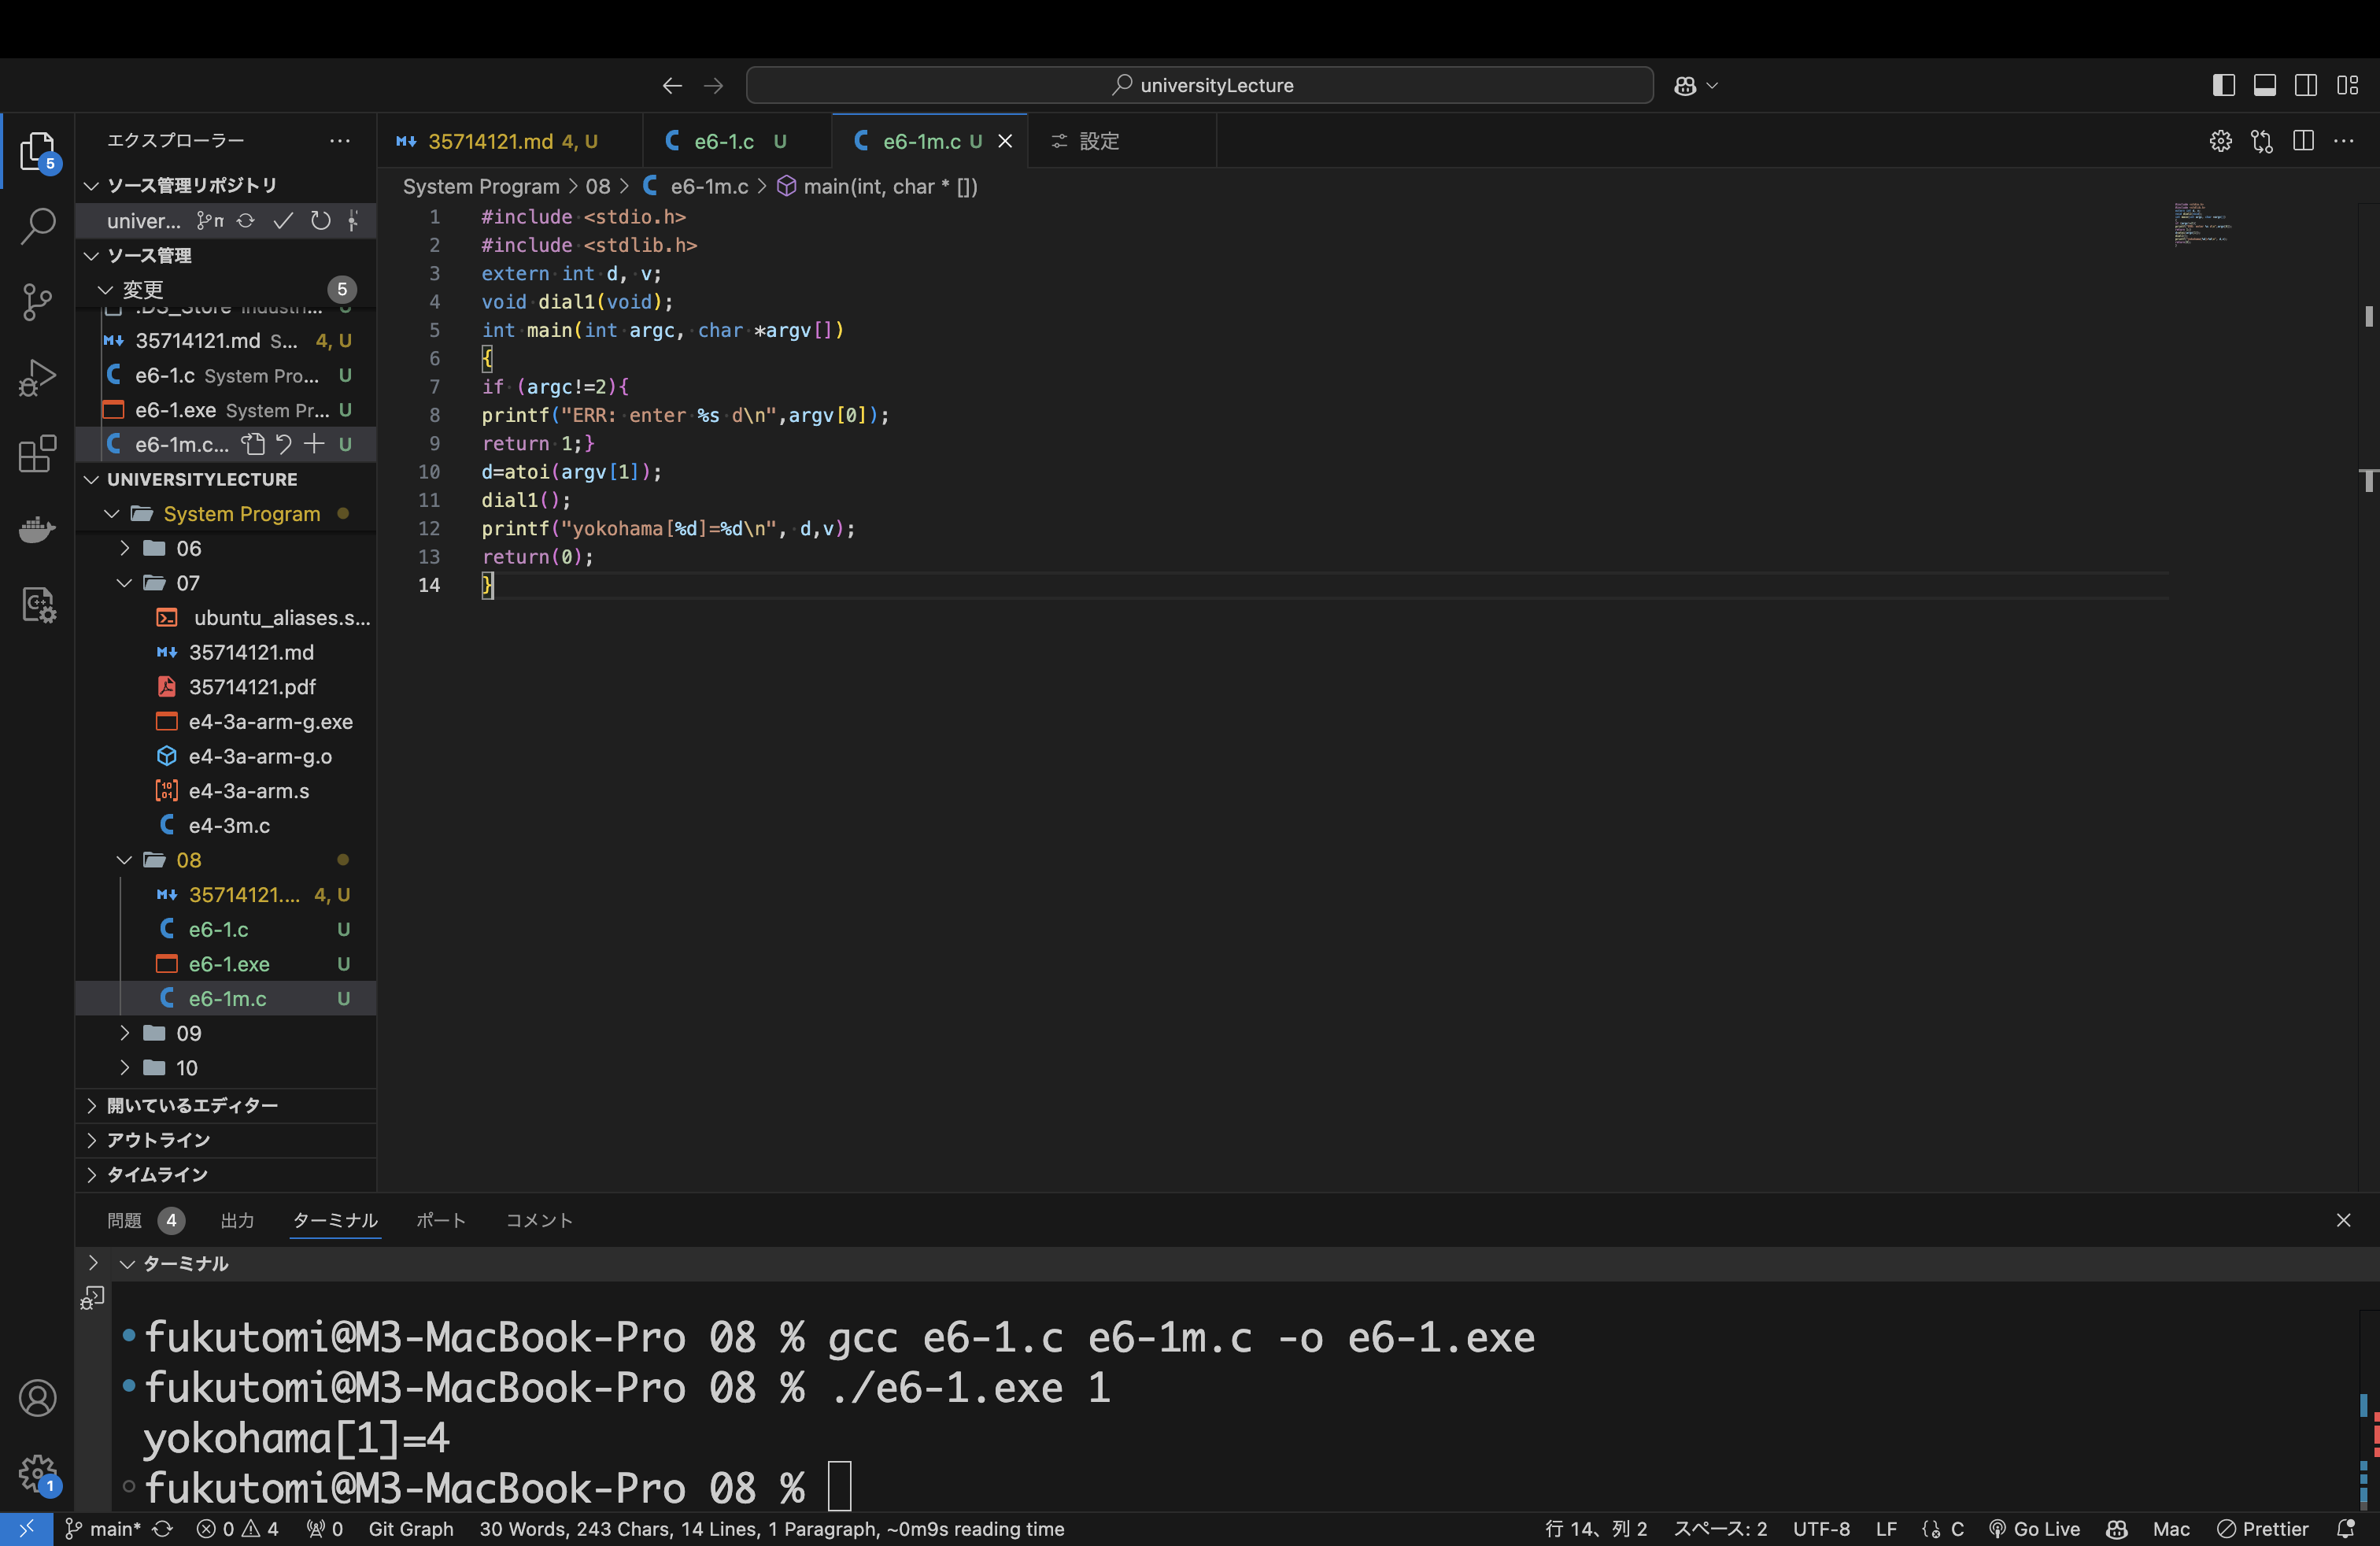 universityLecture
エクスプローラー
35714121.md 4, U
e6-1.c U
e6-1m.c U
設定
5
ソース管理リポジトリ
univer...
ソース管理
変更 5
.DS_Store Industri... U
35714121.md S... 4, U
e6-1.c System Pro... U
e6-1.exe System Pr... U
e6-1m.c... U
UNIVERSITYLECTURE
System Program
06
07
ubuntu_aliases.s...
35714121.md
35714121.pdf
e4-3a-arm-g.exe
e4-3a-arm-g.o
e4-3a-arm.s
e4-3m.c
08
35714121.... 4, U
e6-1.c U
e6-1.exe U
e6-1m.c U
09
10
開いているエディター
アウトライン
タイムライン
System Program > 08 > e6-1m.c > main(int, char * [])
1 #include <stdio.h>
2 #include <stdlib.h>
3 extern int d, v;
4 void dial1(void);
5 int main(int argc, char *argv[])
6 {
7 if (argc!=2){
8 printf("ERR: enter %s d\n",argv[0]);
9 return 1;}
10 d=atoi(argv[1]);
11 dial1();
12 printf("yokohama[%d]=%d\n", d,v);
13 return(0);
14 }
問題 4 出力 ターミナル ポート コメント
ターミナル
fukutomi@M3-MacBook-Pro 08 % gcc e6-1.c e6-1m.c -o e6-1.exe
fukutomi@M3-MacBook-Pro 08 % ./e6-1.exe 1
yokohama[1]=4
fukutomi@M3-MacBook-Pro 08 %
1
main* 0 4 0 Git Graph 30 Words, 243 Chars, 14 Lines, 1 Paragraph, ~0m9s reading time 行 14、列 2 スペース: 2 UTF-8 LF C Go Live Mac Prettier